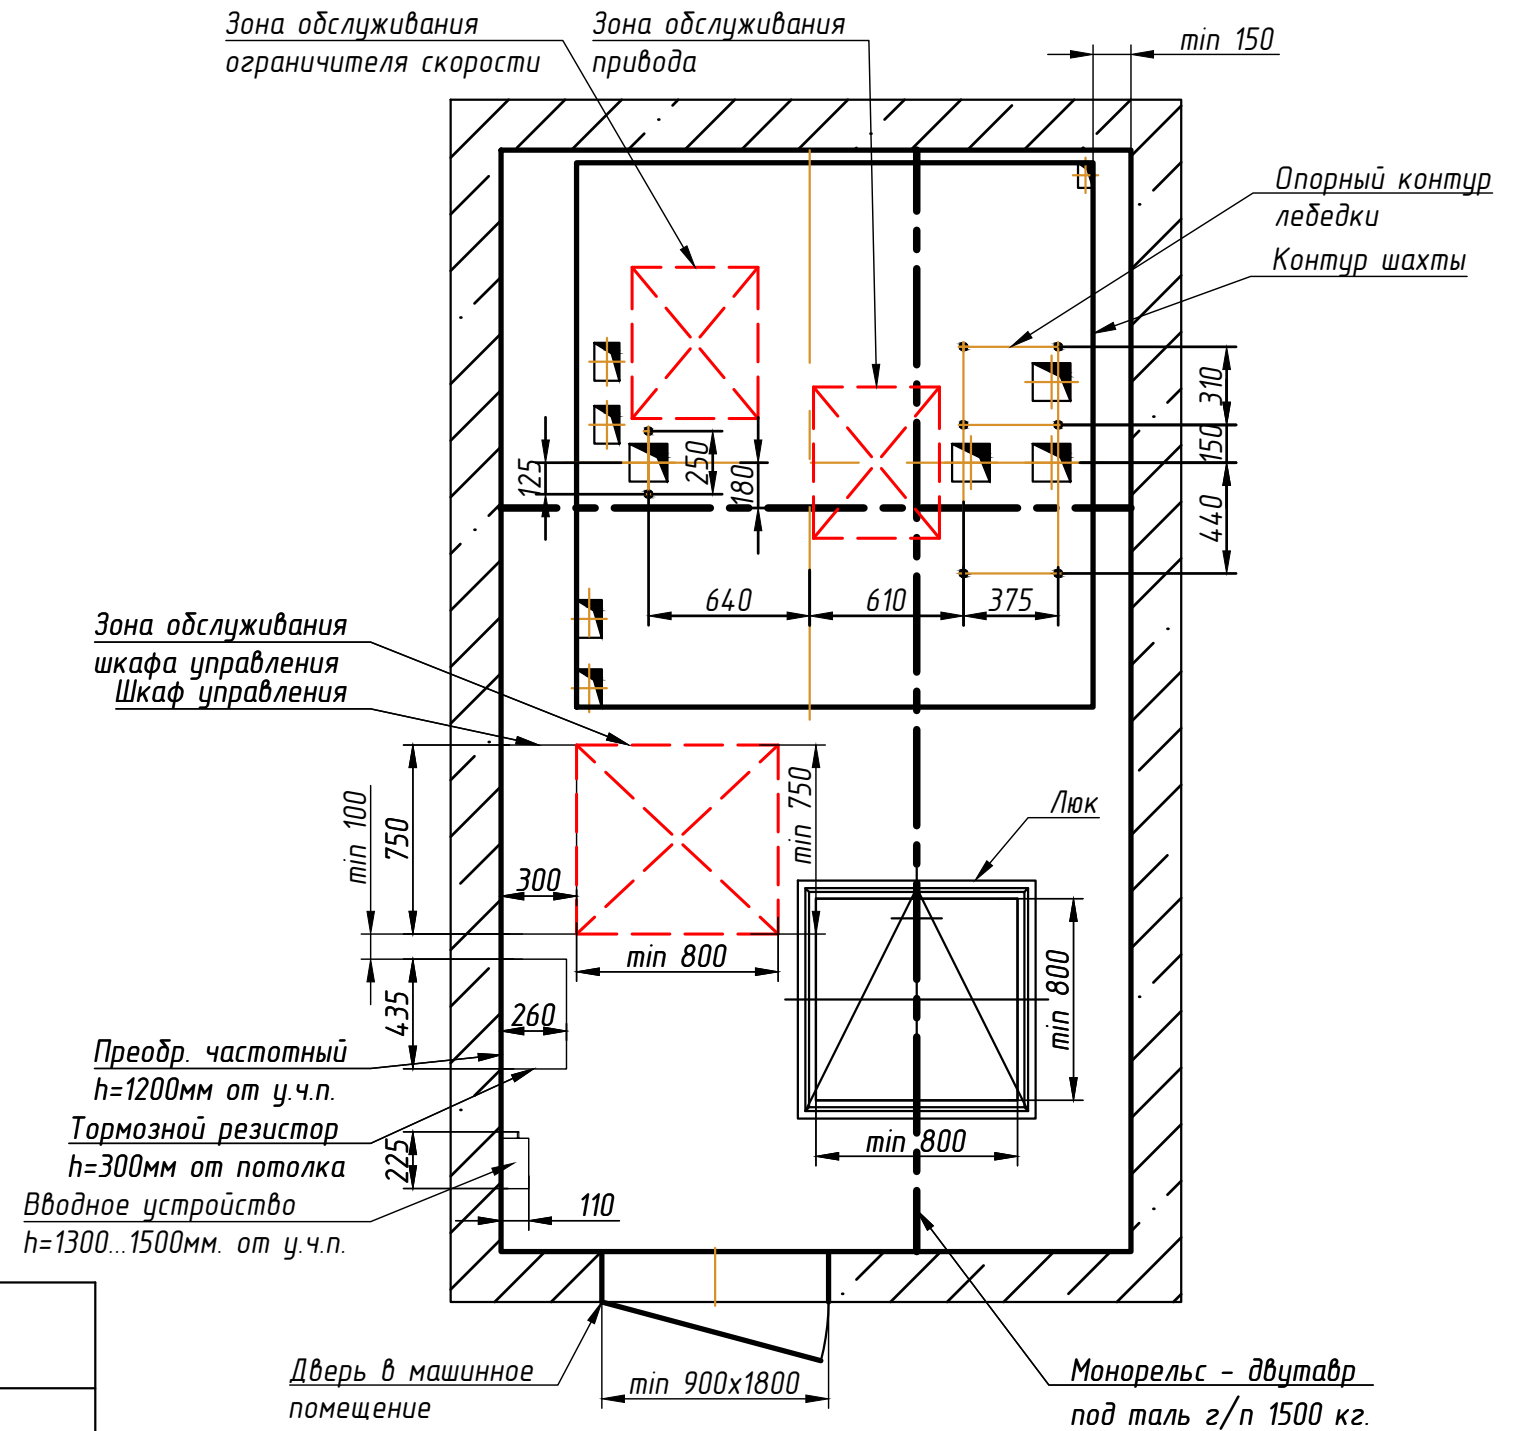 Зона обслуживания
ограничителя скорости
Зона обслуживания
привода
min 150
Опорный контур
лебедки
Контур шахты
310
150
440
125
250
180
640
610
375
Зона обслуживания
шкафа управления
Шкаф управления
min 100
750
min 750
Люк
300
min 800
435
260
min 800
Преобр. частотный
h=1200мм от у.ч.п.
Тормозной резистор
h=300мм от потолка
225
min 800
Вводное устройство
h=1300...1500мм. от у.ч.п.
110
Дверь в машинное
помещение
min 900х1800
Монорельс - двутавр
под таль г/п 1500 кг.